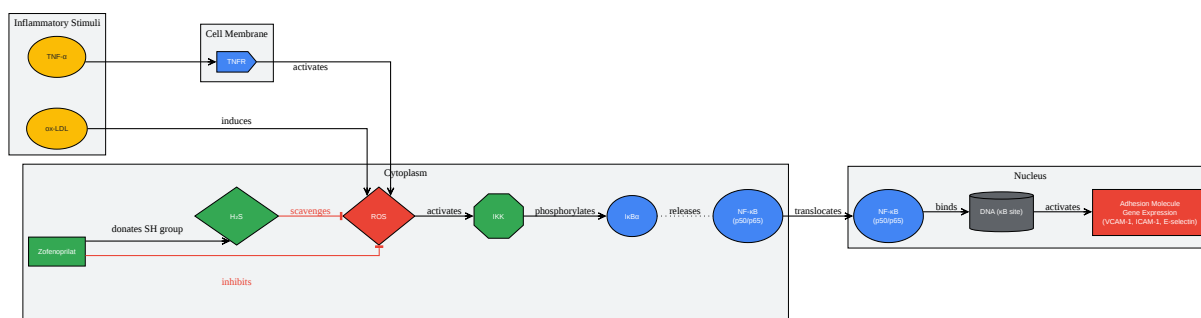 Inflammatory Stimuli
Cell Membrane
TNF-α
TNFR
activates
ox-LDL
induces
Cytoplasm
Nucleus
H₂S
scavenges
ROS
activates
IKK
phosphorylates
IκBα
releases
NF-κB
(p50/p65)
translocates
NF-κB
(p50/p65)
binds
DNA (κB site)
activates
Adhesion Molecule
Gene Expression
(VCAM-1, ICAM-1, E-selectin)
donates SH group
Zofenoprilat
inhibits